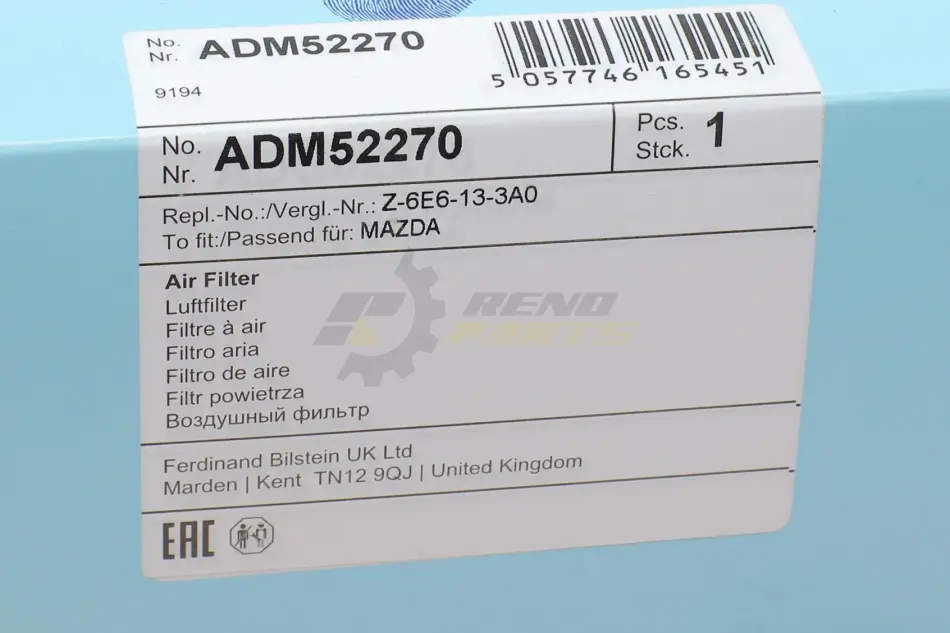 No.
Nr. ADM52270
9194
5 057746 165451
No.
Nr. ADM52270
Pcs.
Stck. 1
Repl.-No.:/Vergl.-Nr.: Z-6E6-13-3A0
To fit:/Passend für: MAZDA
Air Filter
Luftfilter
Filtre à air
Filtro aria
Filtro de aire
Filtr powietrza
Воздушный фильтр
RENO
PARTS
Ferdinand Bilstein UK Ltd
Marden | Kent TN12 9QJ | United Kingdom
EAC